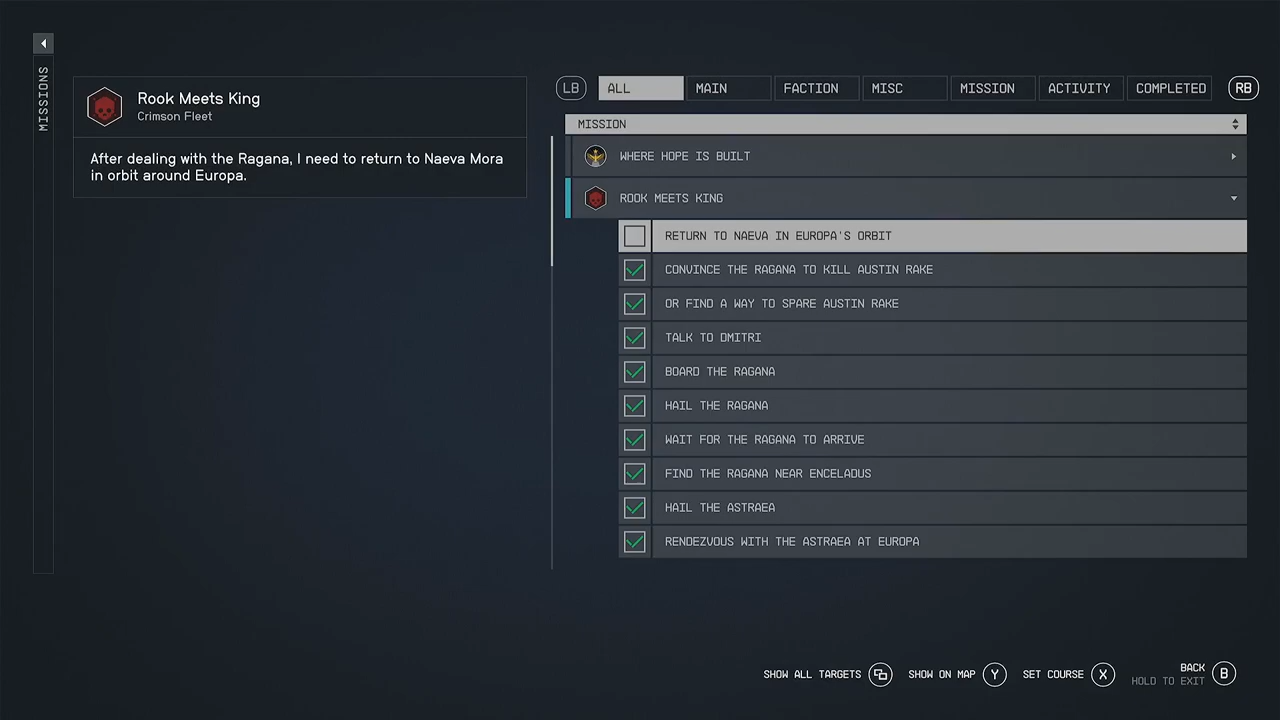 MISSIONS
Rook Meets King
Crimson Fleet
After dealing with the Ragana, I need to return to Naeva Mora
in orbit around Europa.
LB
ALL
MAIN
FACTION
MISC
MISSION
ACTIVITY
COMPLETED
RB
MISSION
WHERE HOPE IS BUILT
ROOK MEETS KING
RETURN TO NAEVA IN EUROPA'S ORBIT
CONVINCE THE RAGANA TO KILL AUSTIN RAKE
OR FIND A WAY TO SPARE AUSTIN RAKE
TALK TO DMITRI
BOARD THE RAGANA
HAIL THE RAGANA
WAIT FOR THE RAGANA TO ARRIVE
FIND THE RAGANA NEAR ENCELADUS
HAIL THE ASTRAEA
RENDEZVOUS WITH THE ASTRAEA AT EUROPA
SHOW ALL TARGETS
SHOW ON MAP Y
SET COURSE X
BACK B
HOLD TO EXIT